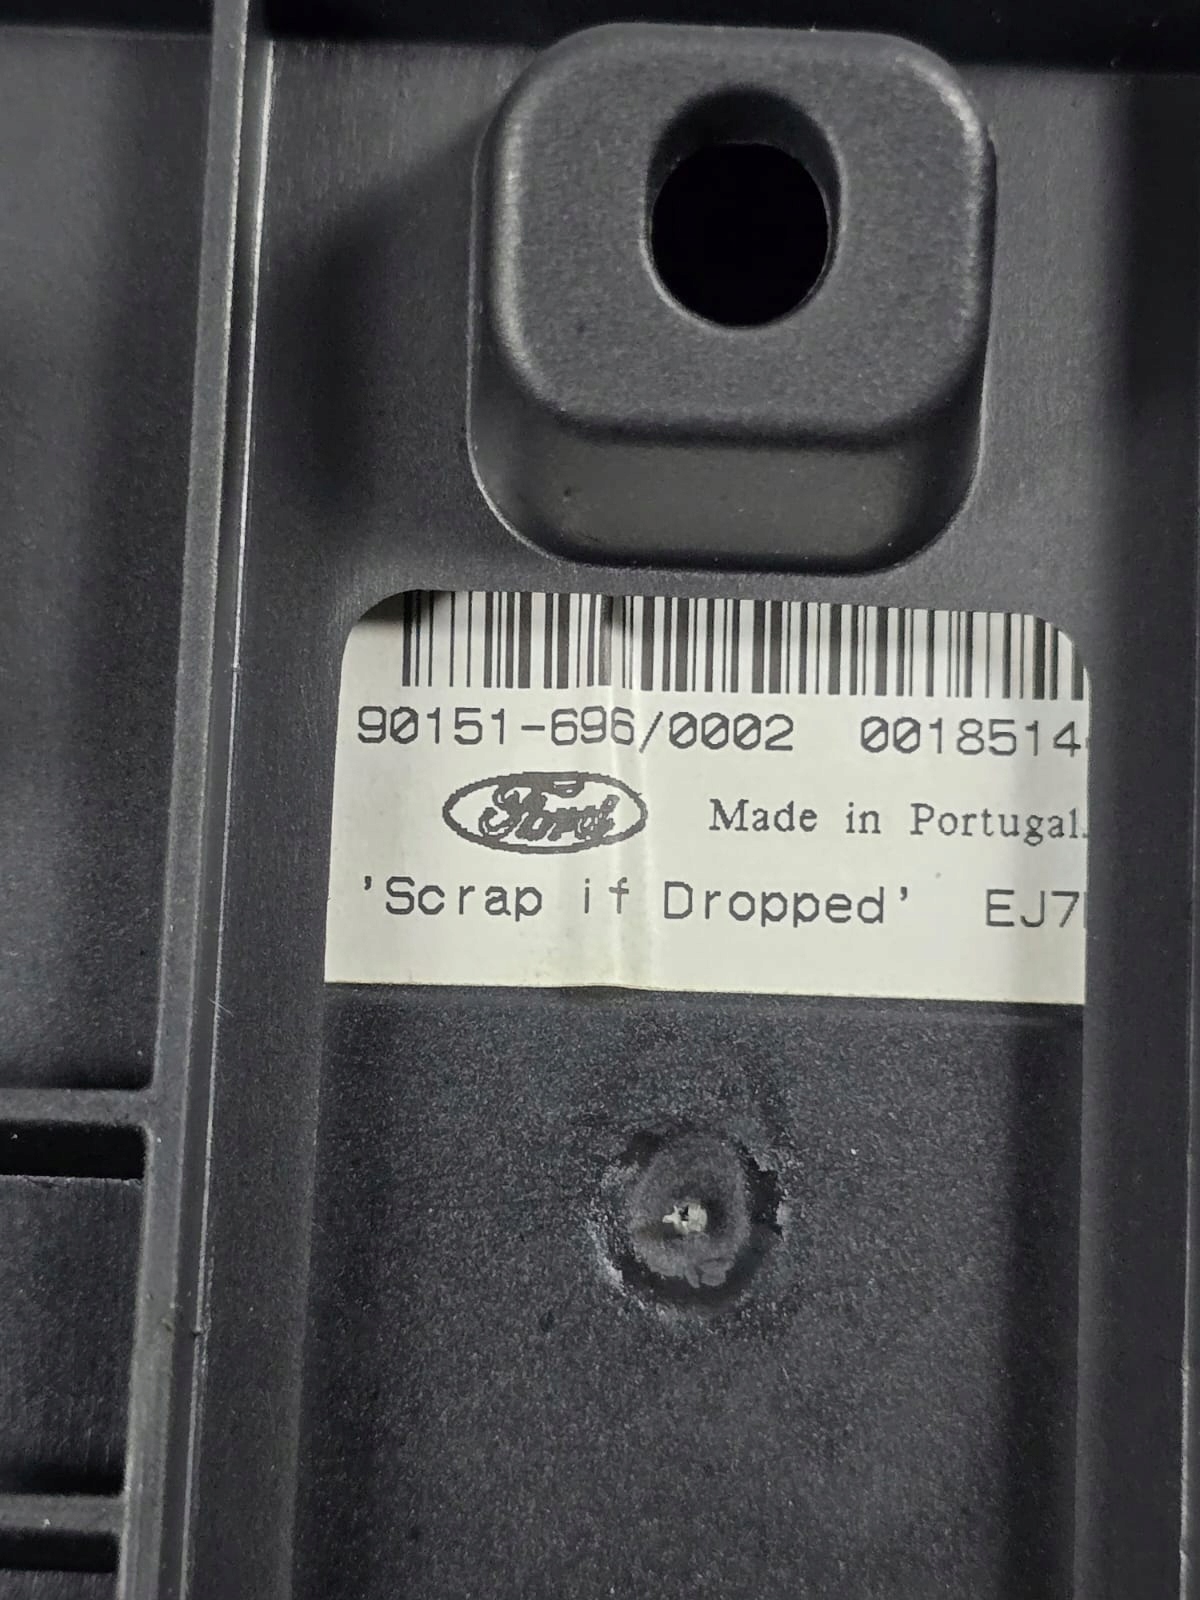 90151-696/0002 0018514
Ford Made in Portugal.
'Scrap if Dropped' EJ7